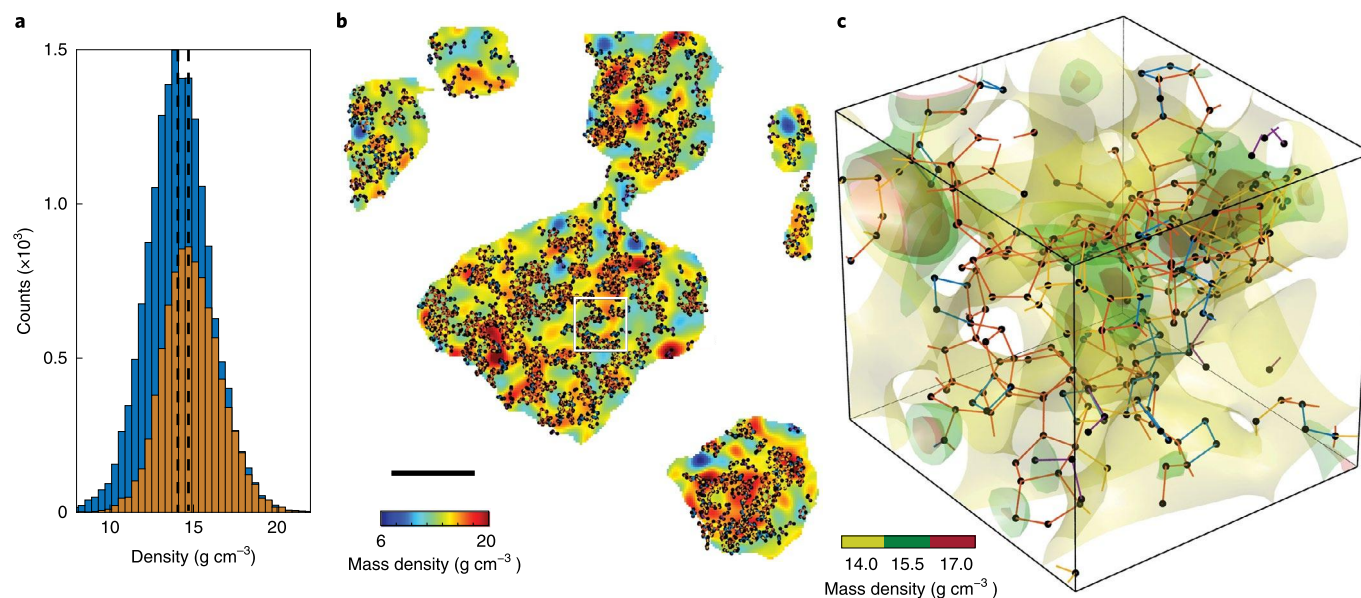 a
1.5
1.0
0.5
0
Counts (×10³)
10
15
20
Density (g cm⁻³)
b
6
20
Mass density (g cm⁻³ )
c
14.0
15.5
17.0
Mass density (g cm⁻³)